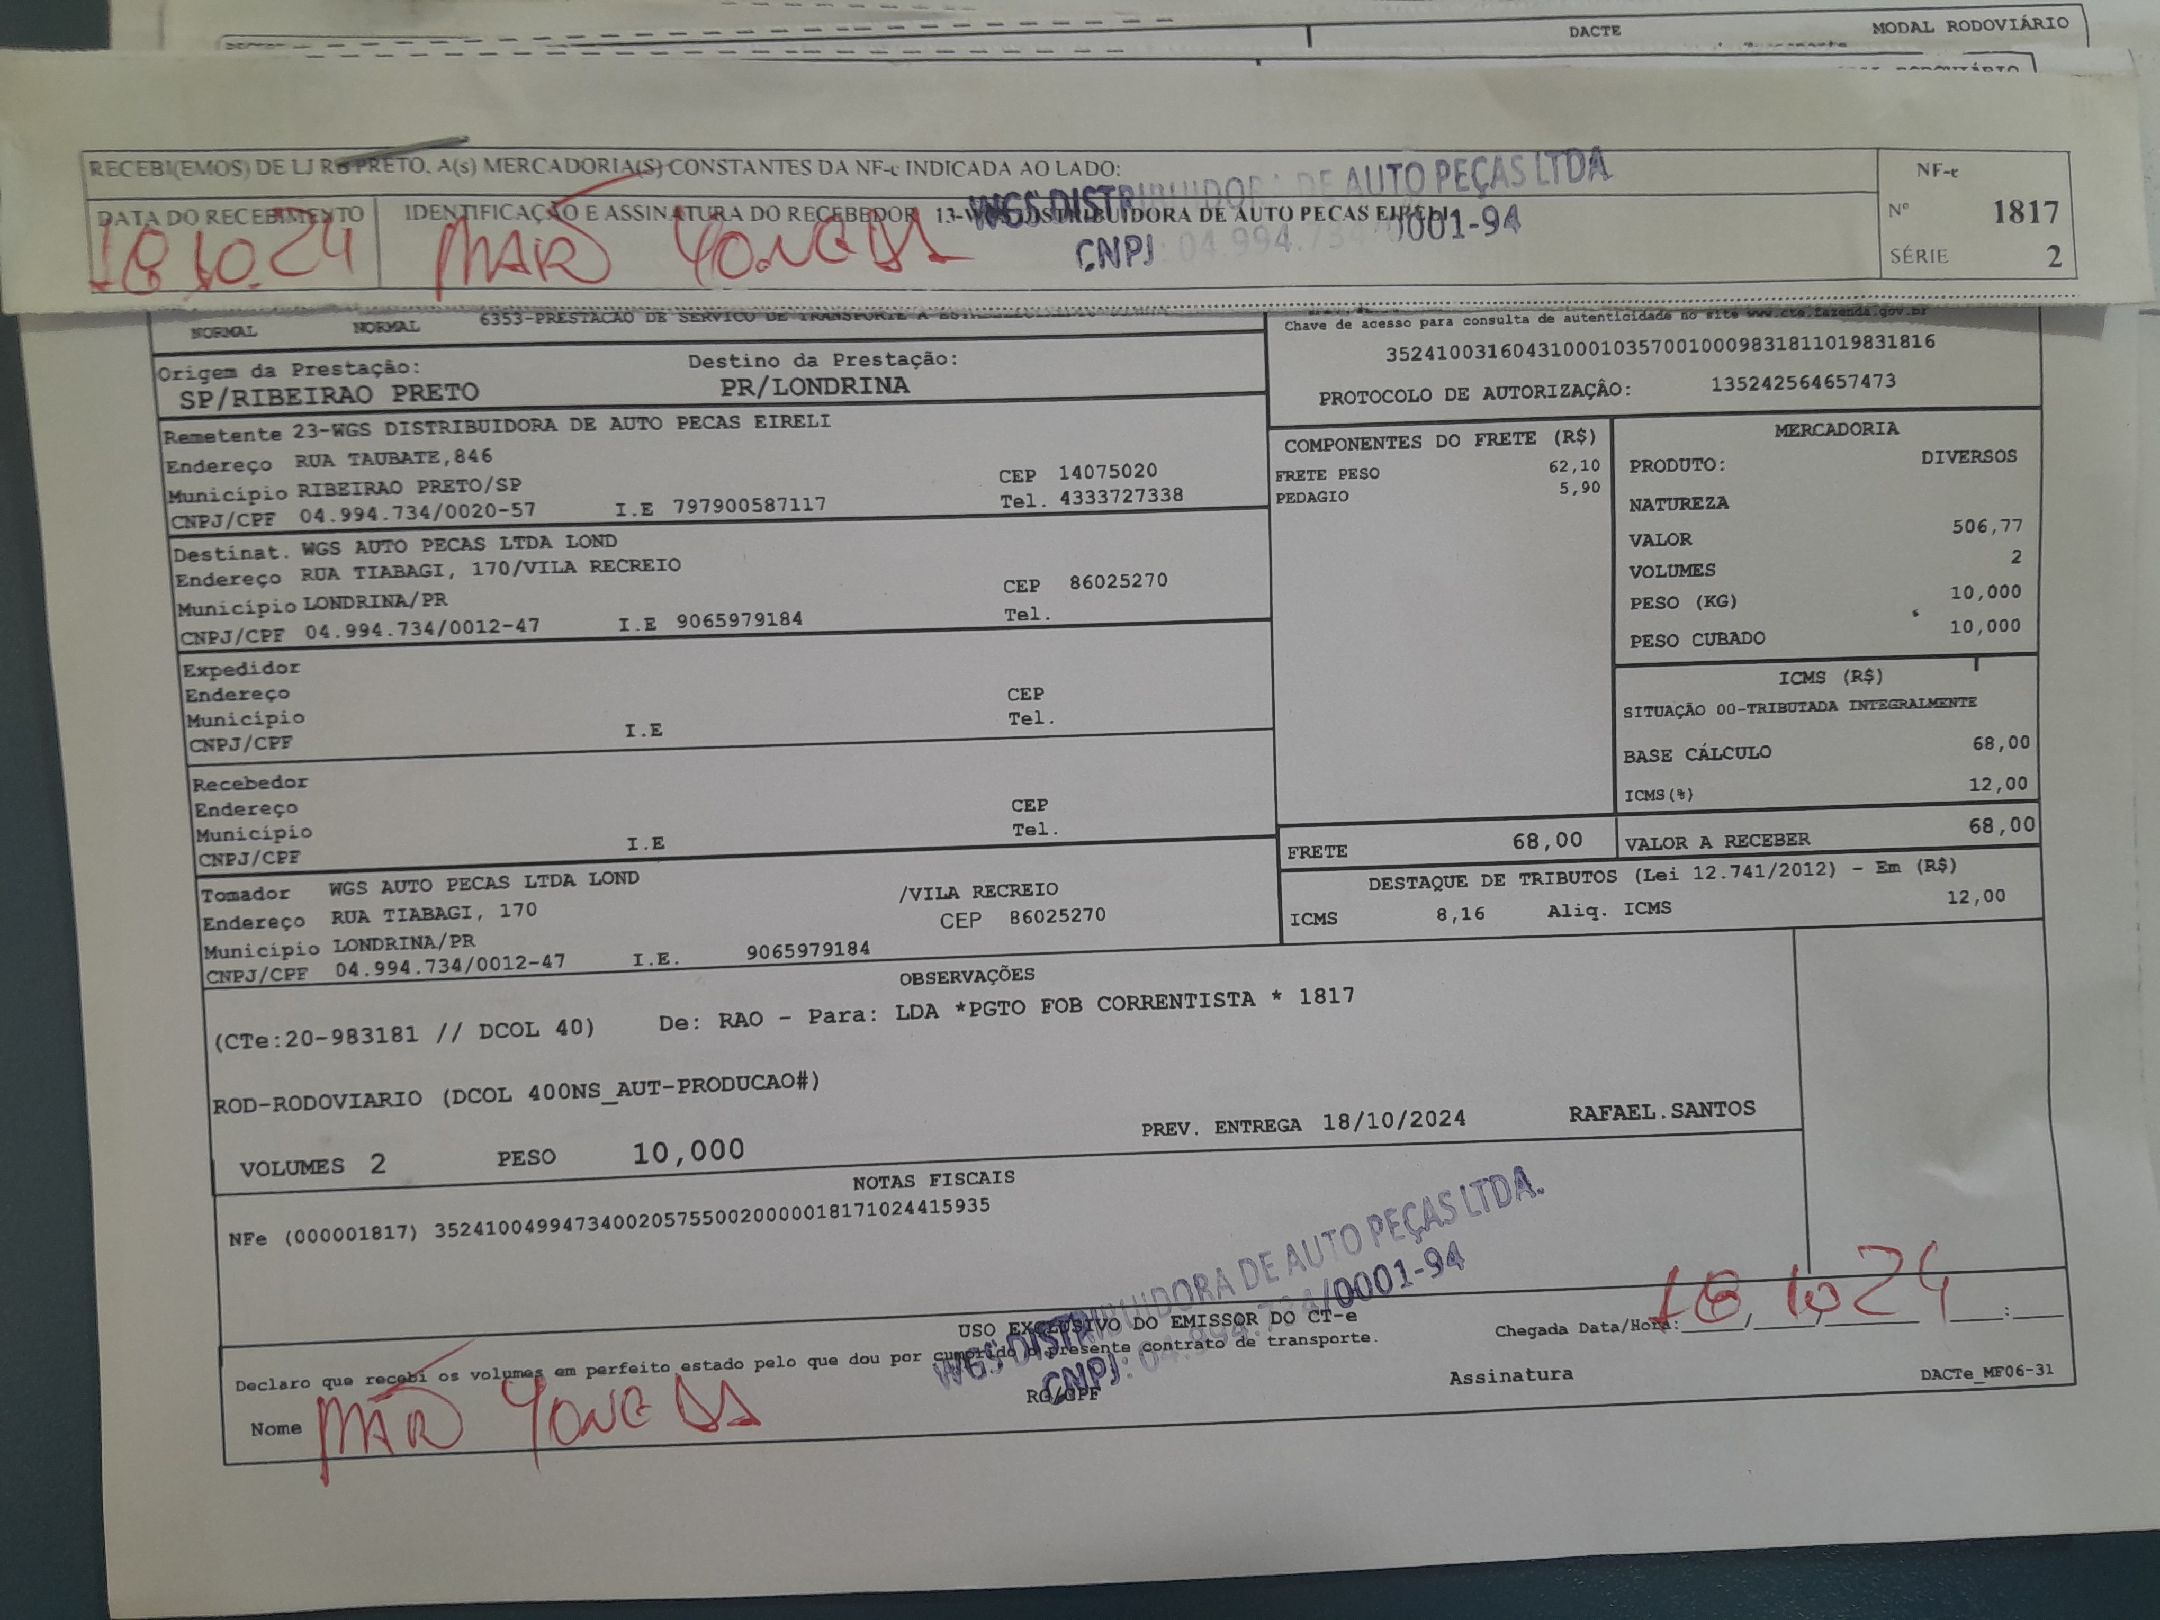 DACTE MODAL RODOVIÁRIO
RECEBI(EMOS) DE LJ RB PRETO, A(s) MERCADORIA(S) CONSTANTES DA NF-e INDICADA AO LADO:
NF-e
DATA DO RECEBIMENTO IDENTIFICAÇÃO E ASSINATURA DO RECEBEDOR 13-WGS DISTRIBUIDORA DE AUTO PECAS EIRELI
WGS DISTRIBUIDORA DE AUTO PEÇAS LTDA
CNPJ: 04.994.734/0001-94
Nº 1817
SÉRIE 2
18.10.24
NORMAL NORMAL 6353-PRESTACAO DE SERVICO DE TRANSPORTE A
Chave de acesso para consulta de autenticidade no site www.cte.fazenda.gov.br
35241003160431000103570010009831811019831816
PROTOCOLO DE AUTORIZAÇÃO: 135242564657473
Origem da Prestação: Destino da Prestação:
SP/RIBEIRAO PRETO PR/LONDRINA
Remetente 23-WGS DISTRIBUIDORA DE AUTO PECAS EIRELI
Endereço RUA TAUBATE,846
Município RIBEIRAO PRETO/SP CEP 14075020
CNPJ/CPF 04.994.734/0020-57 I.E 797900587117 Tel. 4333727338
Destinat. WGS AUTO PECAS LTDA LOND
Endereço RUA TIABAGI, 170/VILA RECREIO
Município LONDRINA/PR CEP 86025270
CNPJ/CPF 04.994.734/0012-47 I.E 9065979184 Tel.
Expedidor
Endereço CEP
Município Tel.
CNPJ/CPF I.E
Recebedor
Endereço CEP
Município Tel.
CNPJ/CPF I.E
Tomador WGS AUTO PECAS LTDA LOND /VILA RECREIO
Endereço RUA TIABAGI, 170 CEP 86025270
Município LONDRINA/PR
CNPJ/CPF 04.994.734/0012-47 I.E. 9065979184
COMPONENTES DO FRETE (R$)
FRETE PESO 62,10
PEDAGIO 5,90
MERCADORIA
PRODUTO: DIVERSOS
NATUREZA
VALOR 506,77
VOLUMES 2
PESO (KG) 10,000
PESO CUBADO 10,000
ICMS (R$)
SITUAÇÃO 00-TRIBUTADA INTEGRALMENTE
BASE CÁLCULO 68,00
ICMS(%) 12,00
FRETE 68,00 VALOR A RECEBER 68,00
DESTAQUE DE TRIBUTOS (Lei 12.741/2012) - Em (R$)
ICMS 8,16 Aliq. ICMS 12,00
OBSERVAÇÕES
(CTe:20-983181 // DCOL 40) De: RAO - Para: LDA *PGTO FOB CORRENTISTA * 1817
ROD-RODOVIARIO (DCOL 400NS_AUT-PRODUCAO#)
PREV. ENTREGA 18/10/2024 RAFAEL.SANTOS
VOLUMES 2 PESO 10,000
NOTAS FISCAIS
NFe (000001817) 35241004994734002057550020000018171024415935
WGS DISTRIBUIDORA DE AUTO PEÇAS LTDA.
CNPJ: 04.994.734/0001-94
USO EXCLUSIVO DO EMISSOR DO CT-e
Declaro que recebi os volumes em perfeito estado pelo que dou por cumprido o presente contrato de transporte.
Chegada Data/Hora:_____/_____/________ ____:____
18.10 24
Nome RG/CPF Assinatura DACTe_MF06-31